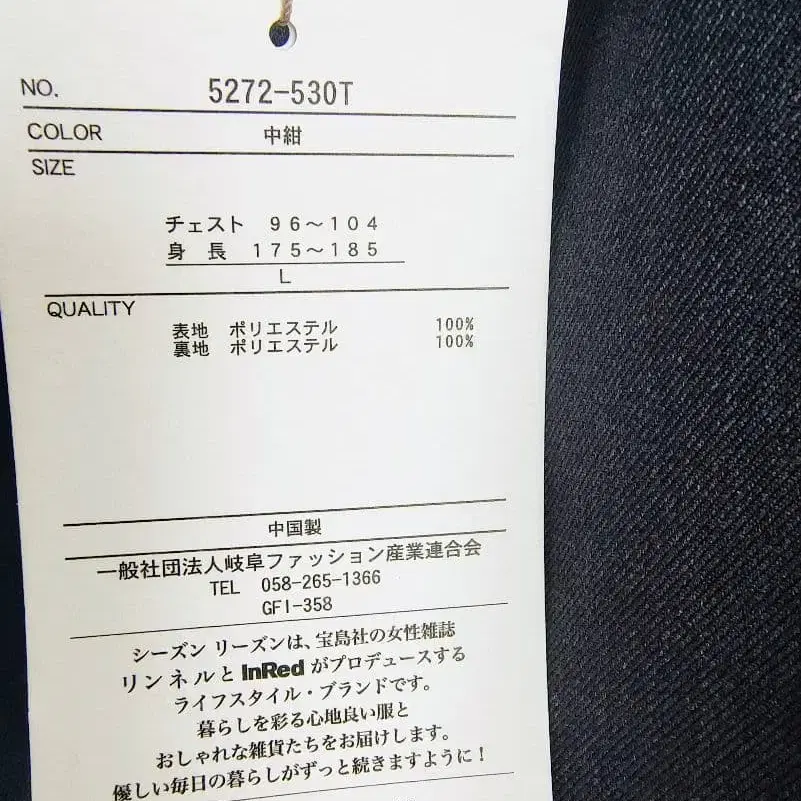 NO. 5272-530T
COLOR 中紺
SIZE
チェスト 96〜104
身 長 175〜185
L
QUALITY
表地 ポリエステル 100%
裏地 ポリエステル 100%
中国製
一般社団法人岐阜ファッション産業連合会
TEL 058-265-1366
GFI-358
シーズン リーズンは、宝島社の女性雑誌
リンネルと InRed がプロデュースする
ライフスタイル・ブランドです。
暮らしを彩る心地良い服と
おしゃれな雑貨たちをお届けします。
優しい毎日の暮らしがずっと続きますように!